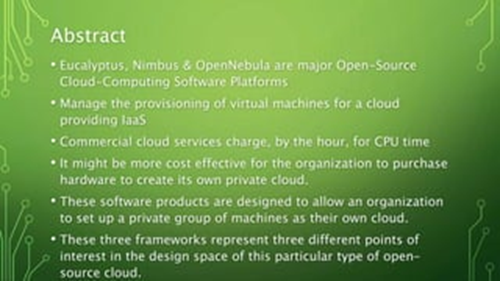 Abstract
• Eucalyptus, Nimbus & OpenNebula are major Open-Source
Cloud-Computing Software Platforms
• Manage the provisioning of virtual machines for a cloud
providing IaaS
• Commercial cloud services charge, by the hour, for CPU time
• It might be more cost effective for the organization to purchase
hardware to create its own private cloud.
• These software products are designed to allow an organization
to set up a private group of machines as their own cloud.
• These three frameworks represent three different points of
interest in the design space of this particular type of open-
source cloud.